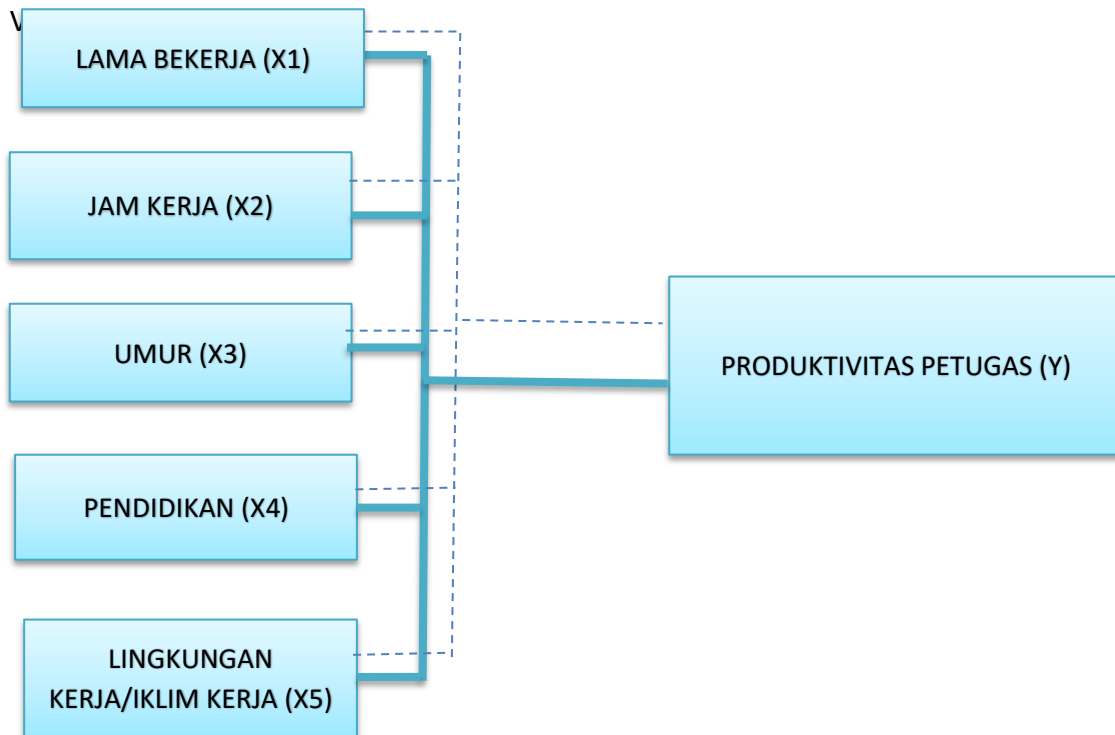 V
LAMA BEKERJA (X1)
JAM KERJA (X2)
UMUR (X3)
PRODUKTIVITAS PETUGAS (Y)
PENDIDIKAN (X4)
LINGKUNGAN
KERJA/IKLIM KERJA (X5)